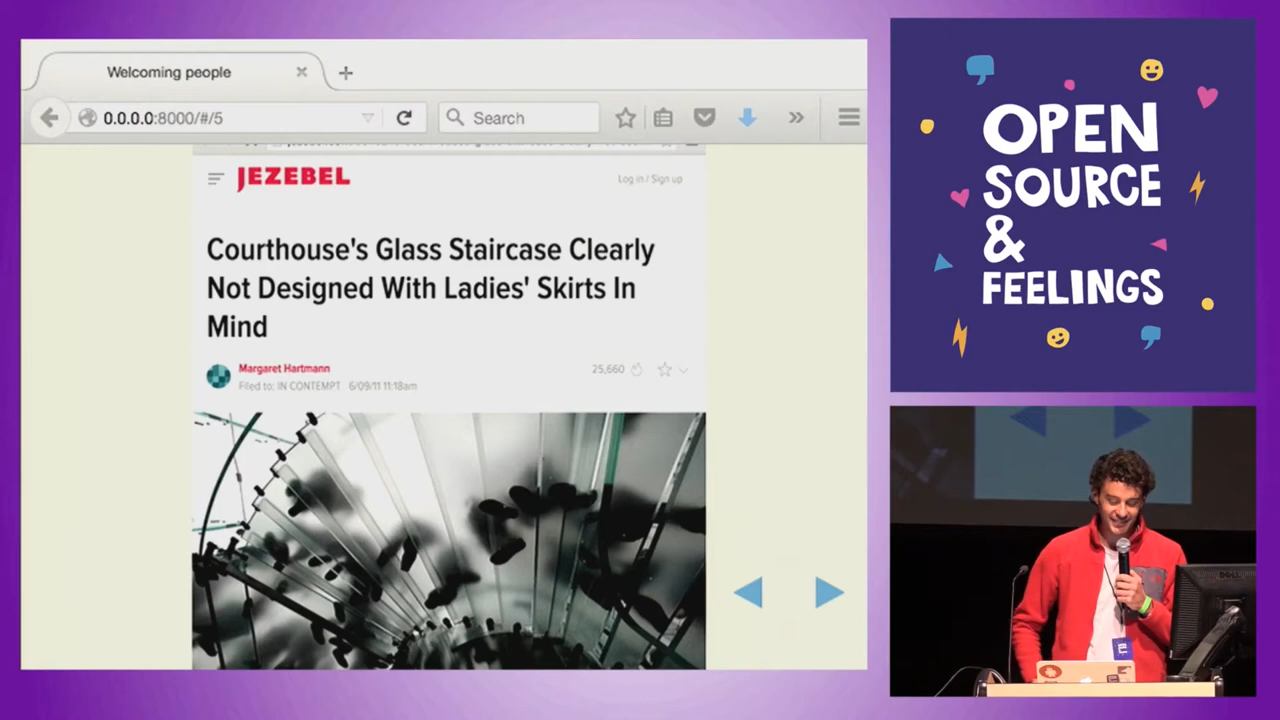 Welcoming people
0.0.0.0:8000/#/5
Search
JEZEBEL
Log in / Sign up
Courthouse's Glass Staircase Clearly
Not Designed With Ladies' Skirts In
Mind
Margaret Hartmann
25,660
Filed to: IN CONTEMPT 6/09/11 11:18am
OPEN
SOURCE
&
FEELINGS
DELL